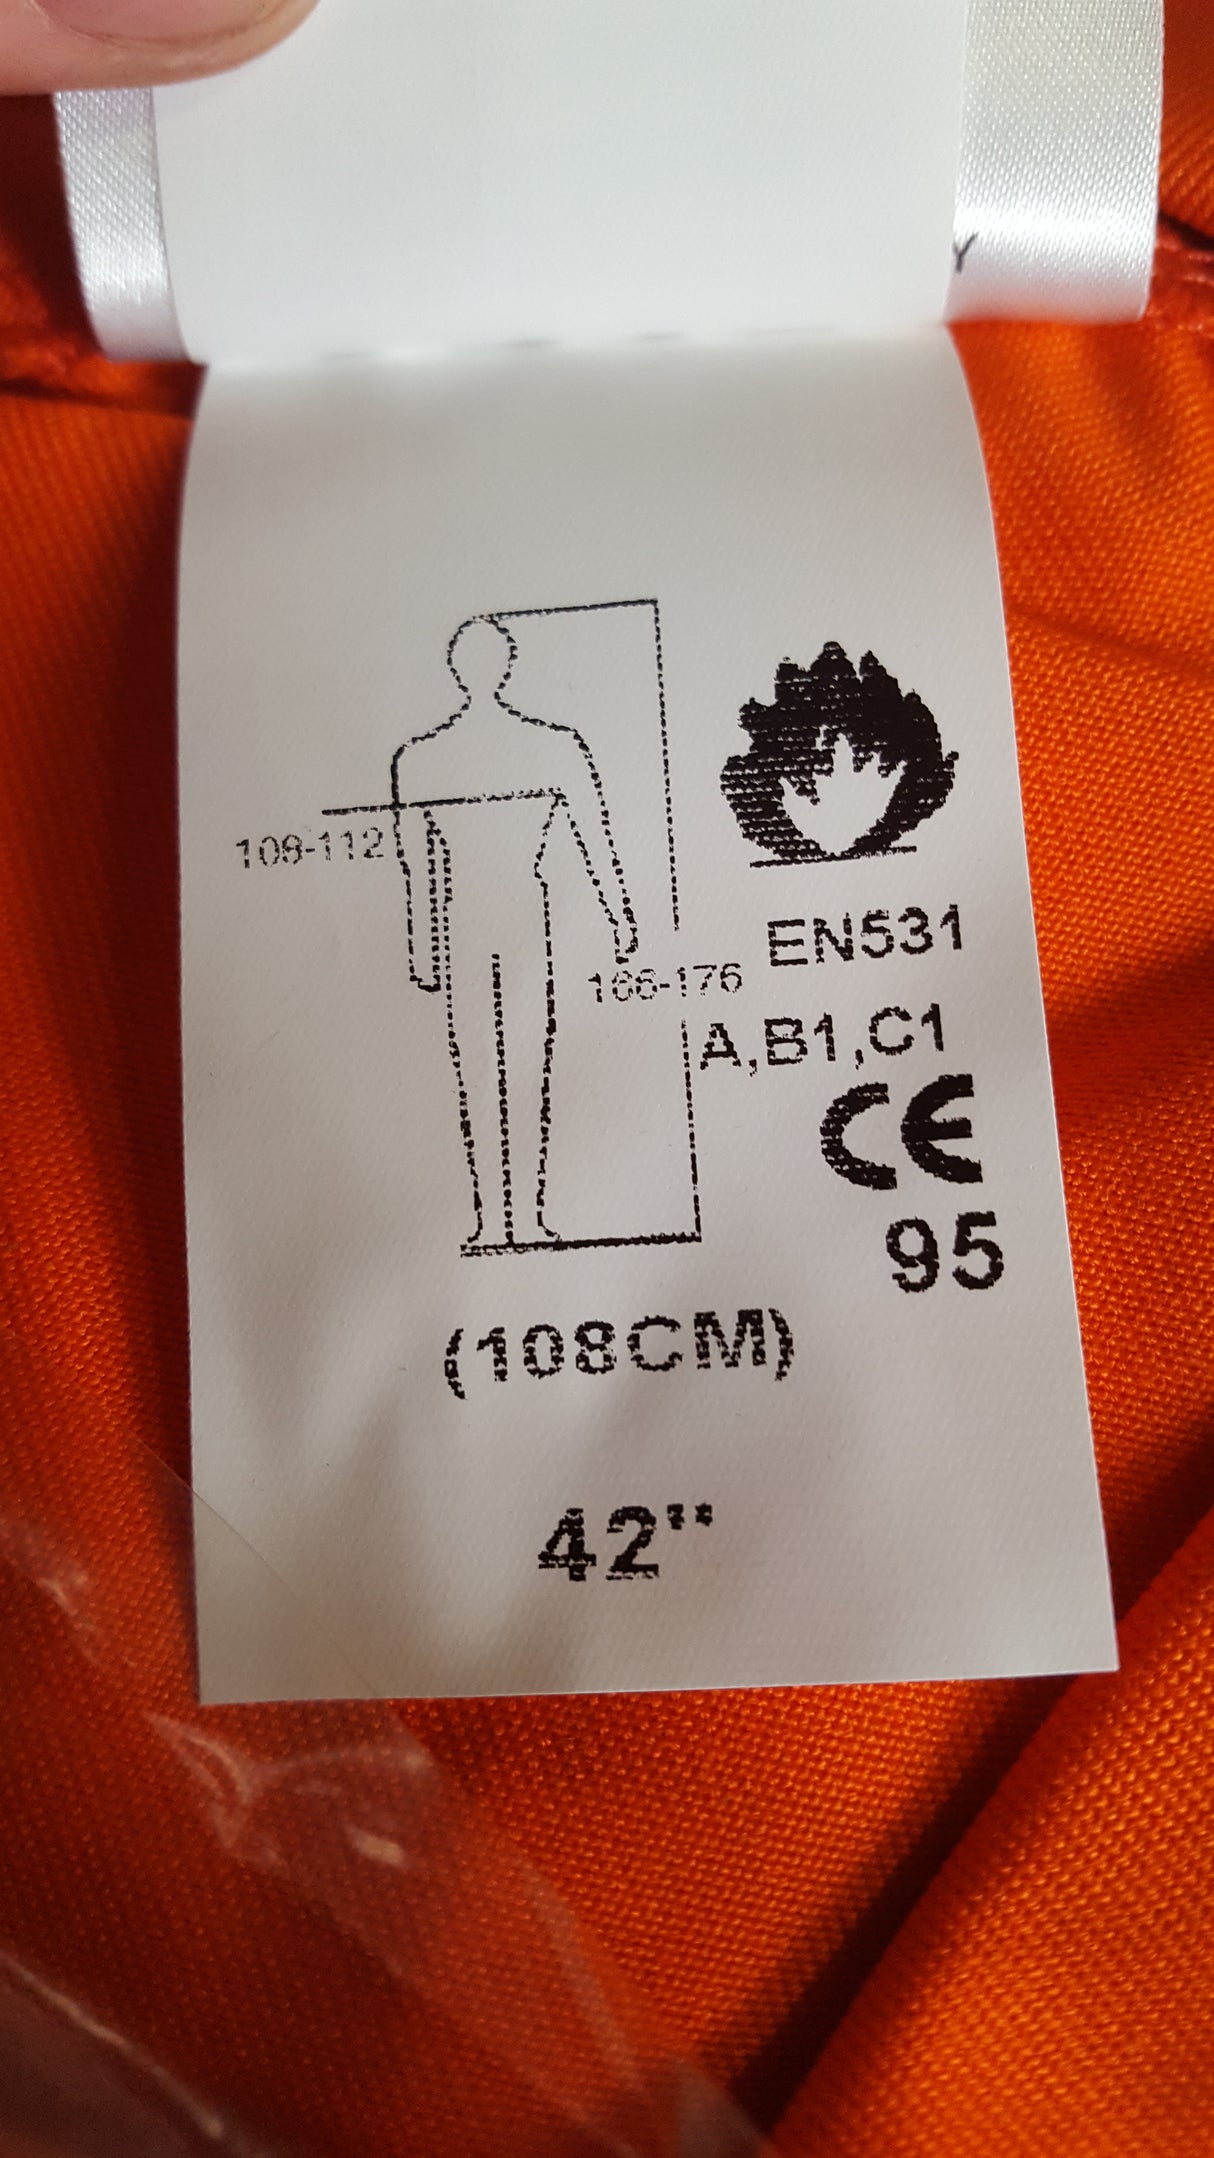 Y
108-112
EN531
166-176
A,B1,C1
CE
95
(108CM)
42"